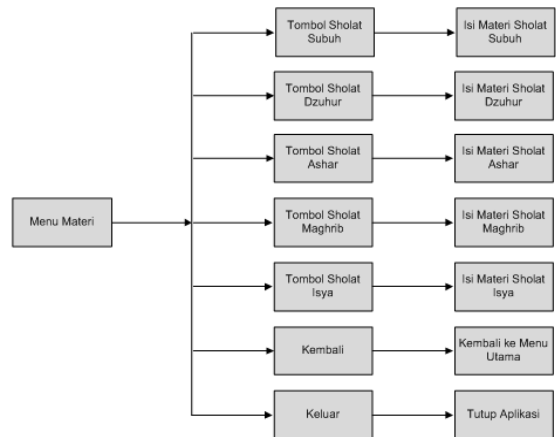 Tombol Sholat
Subuh
Isi Materi Sholat
Subuh
Tombol Sholat
Dzuhur
Isi Materi Sholat
Dzuhur
Tombol Sholat
Ashar
Isi Materi Sholat
Ashar
Menu Materi
Tombol Sholat
Maghrib
Isi Materi Sholat
Maghrib
Tombol Sholat
Isya
Isi Materi Sholat
Isya
Kembali
Kembali ke Menu
Utama
Keluar
Tutup Aplikasi